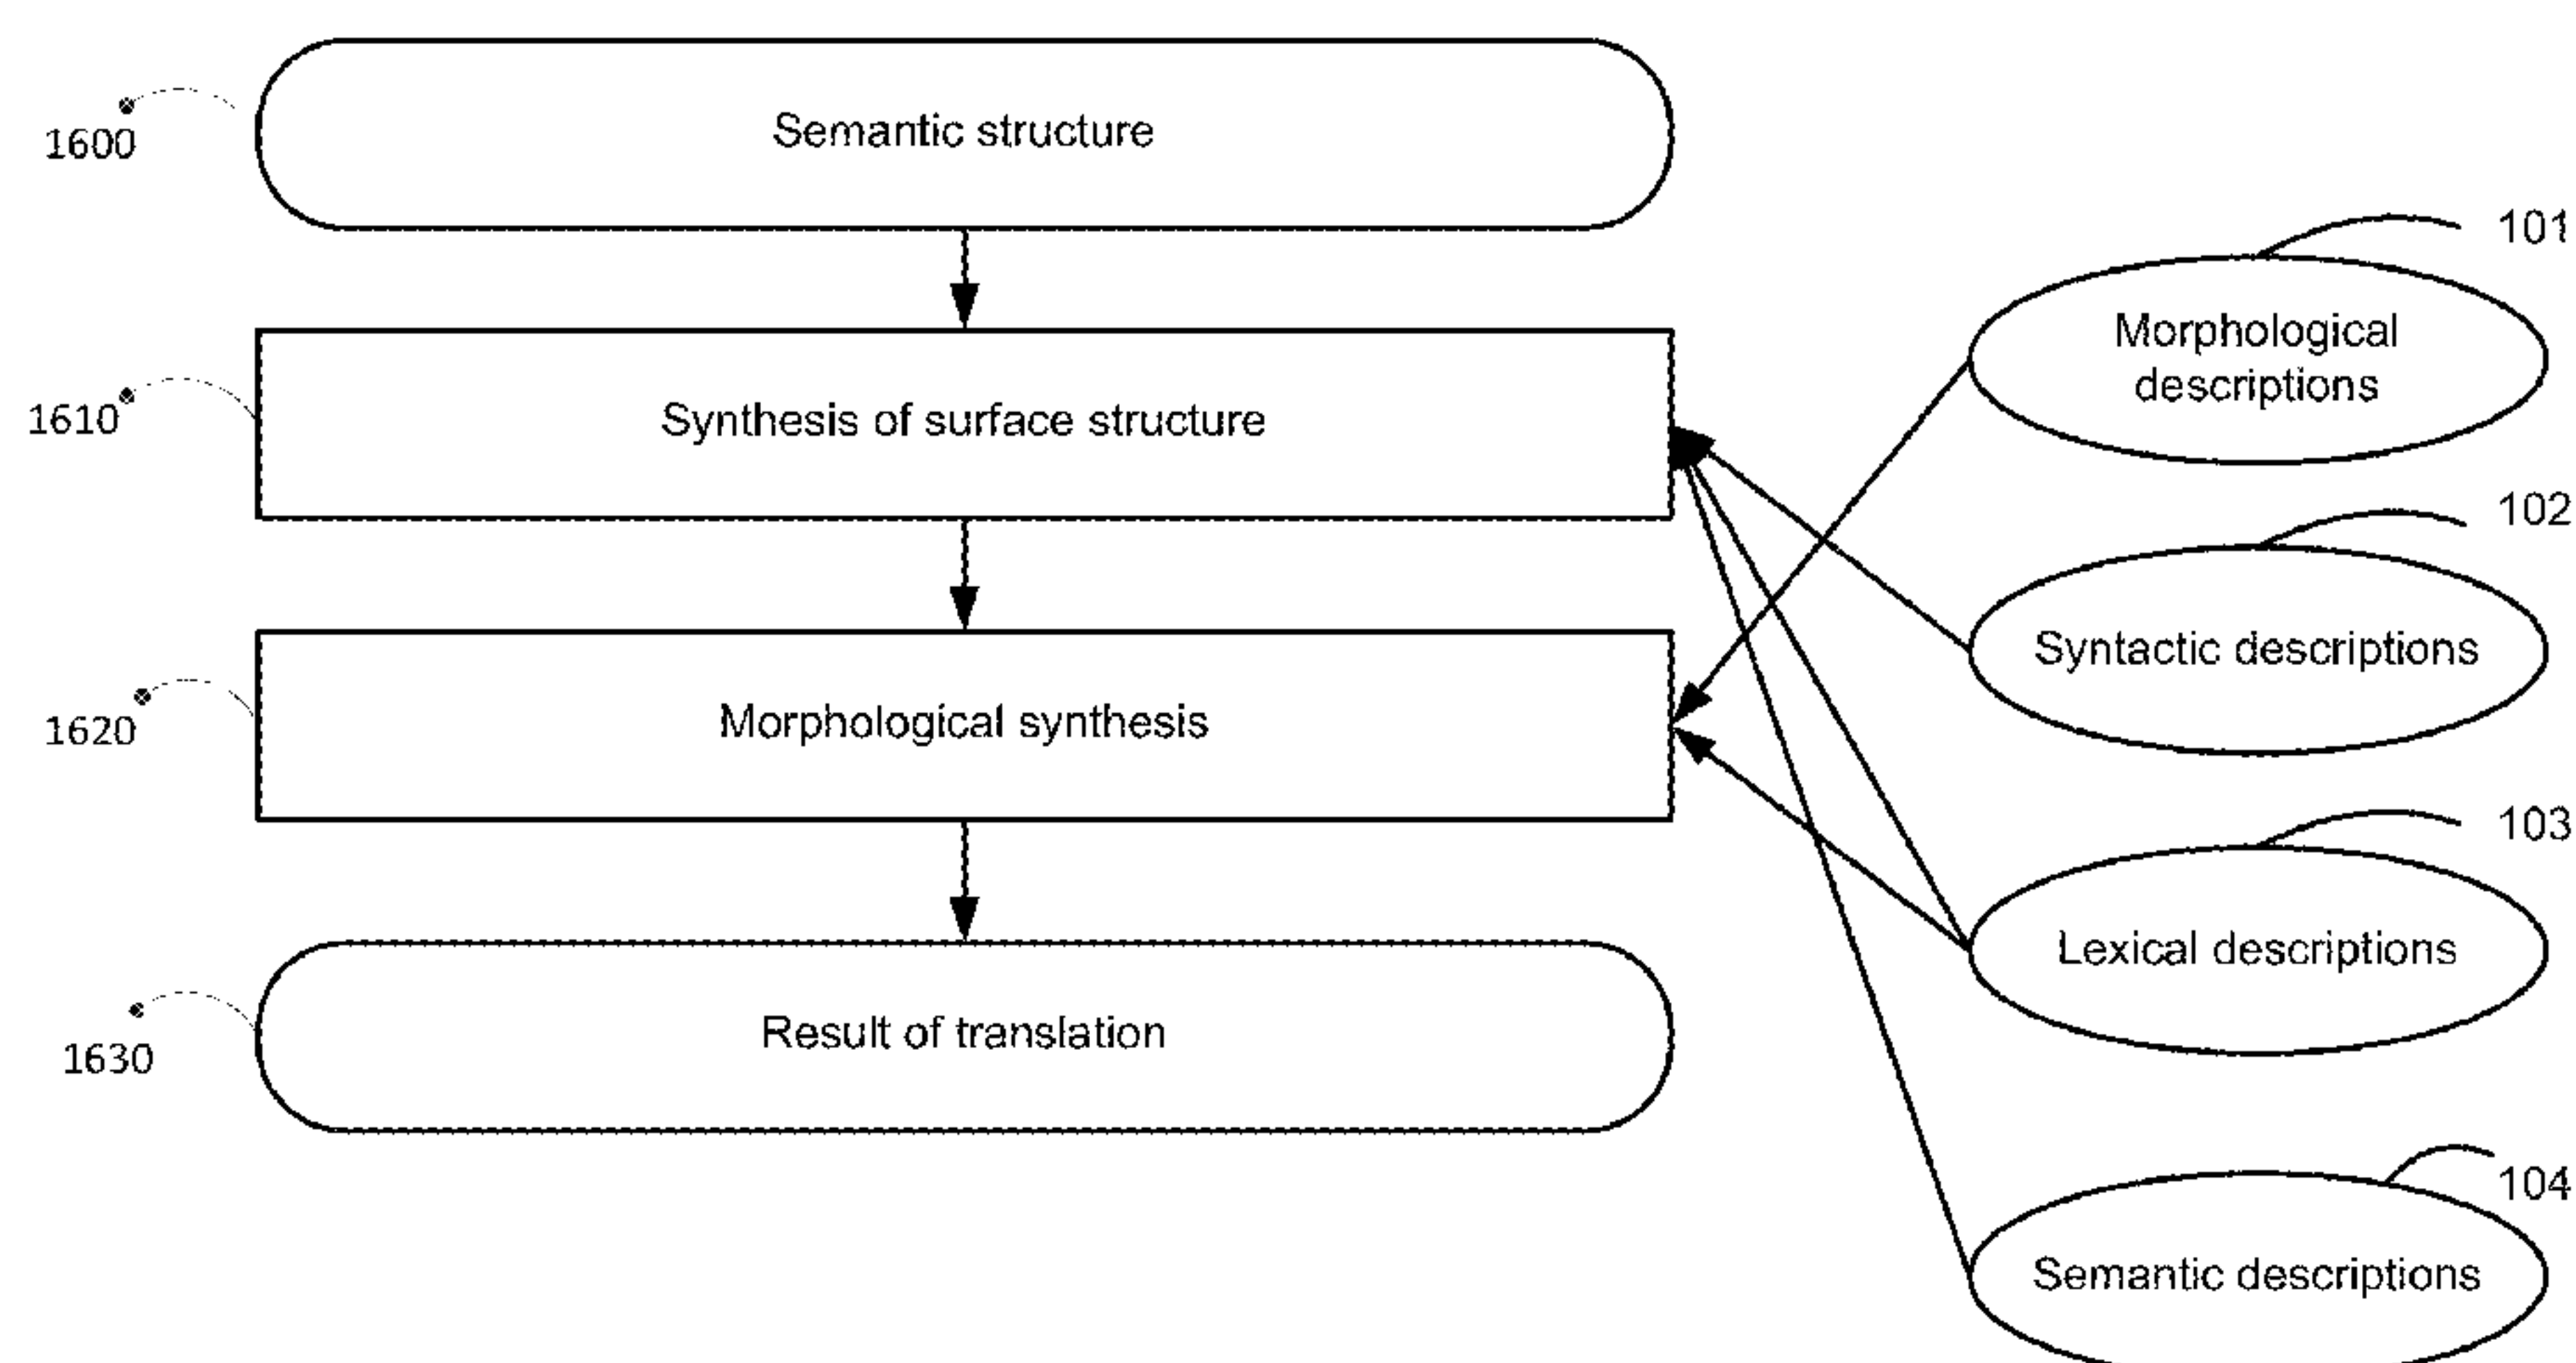 1600
Semantic structure
1610
Synthesis of surface structure
1620
Morphological synthesis
1630
Result of translation
101
Morphological
descriptions
102
Syntactic descriptions
103
Lexical descriptions
104
Semantic descriptions